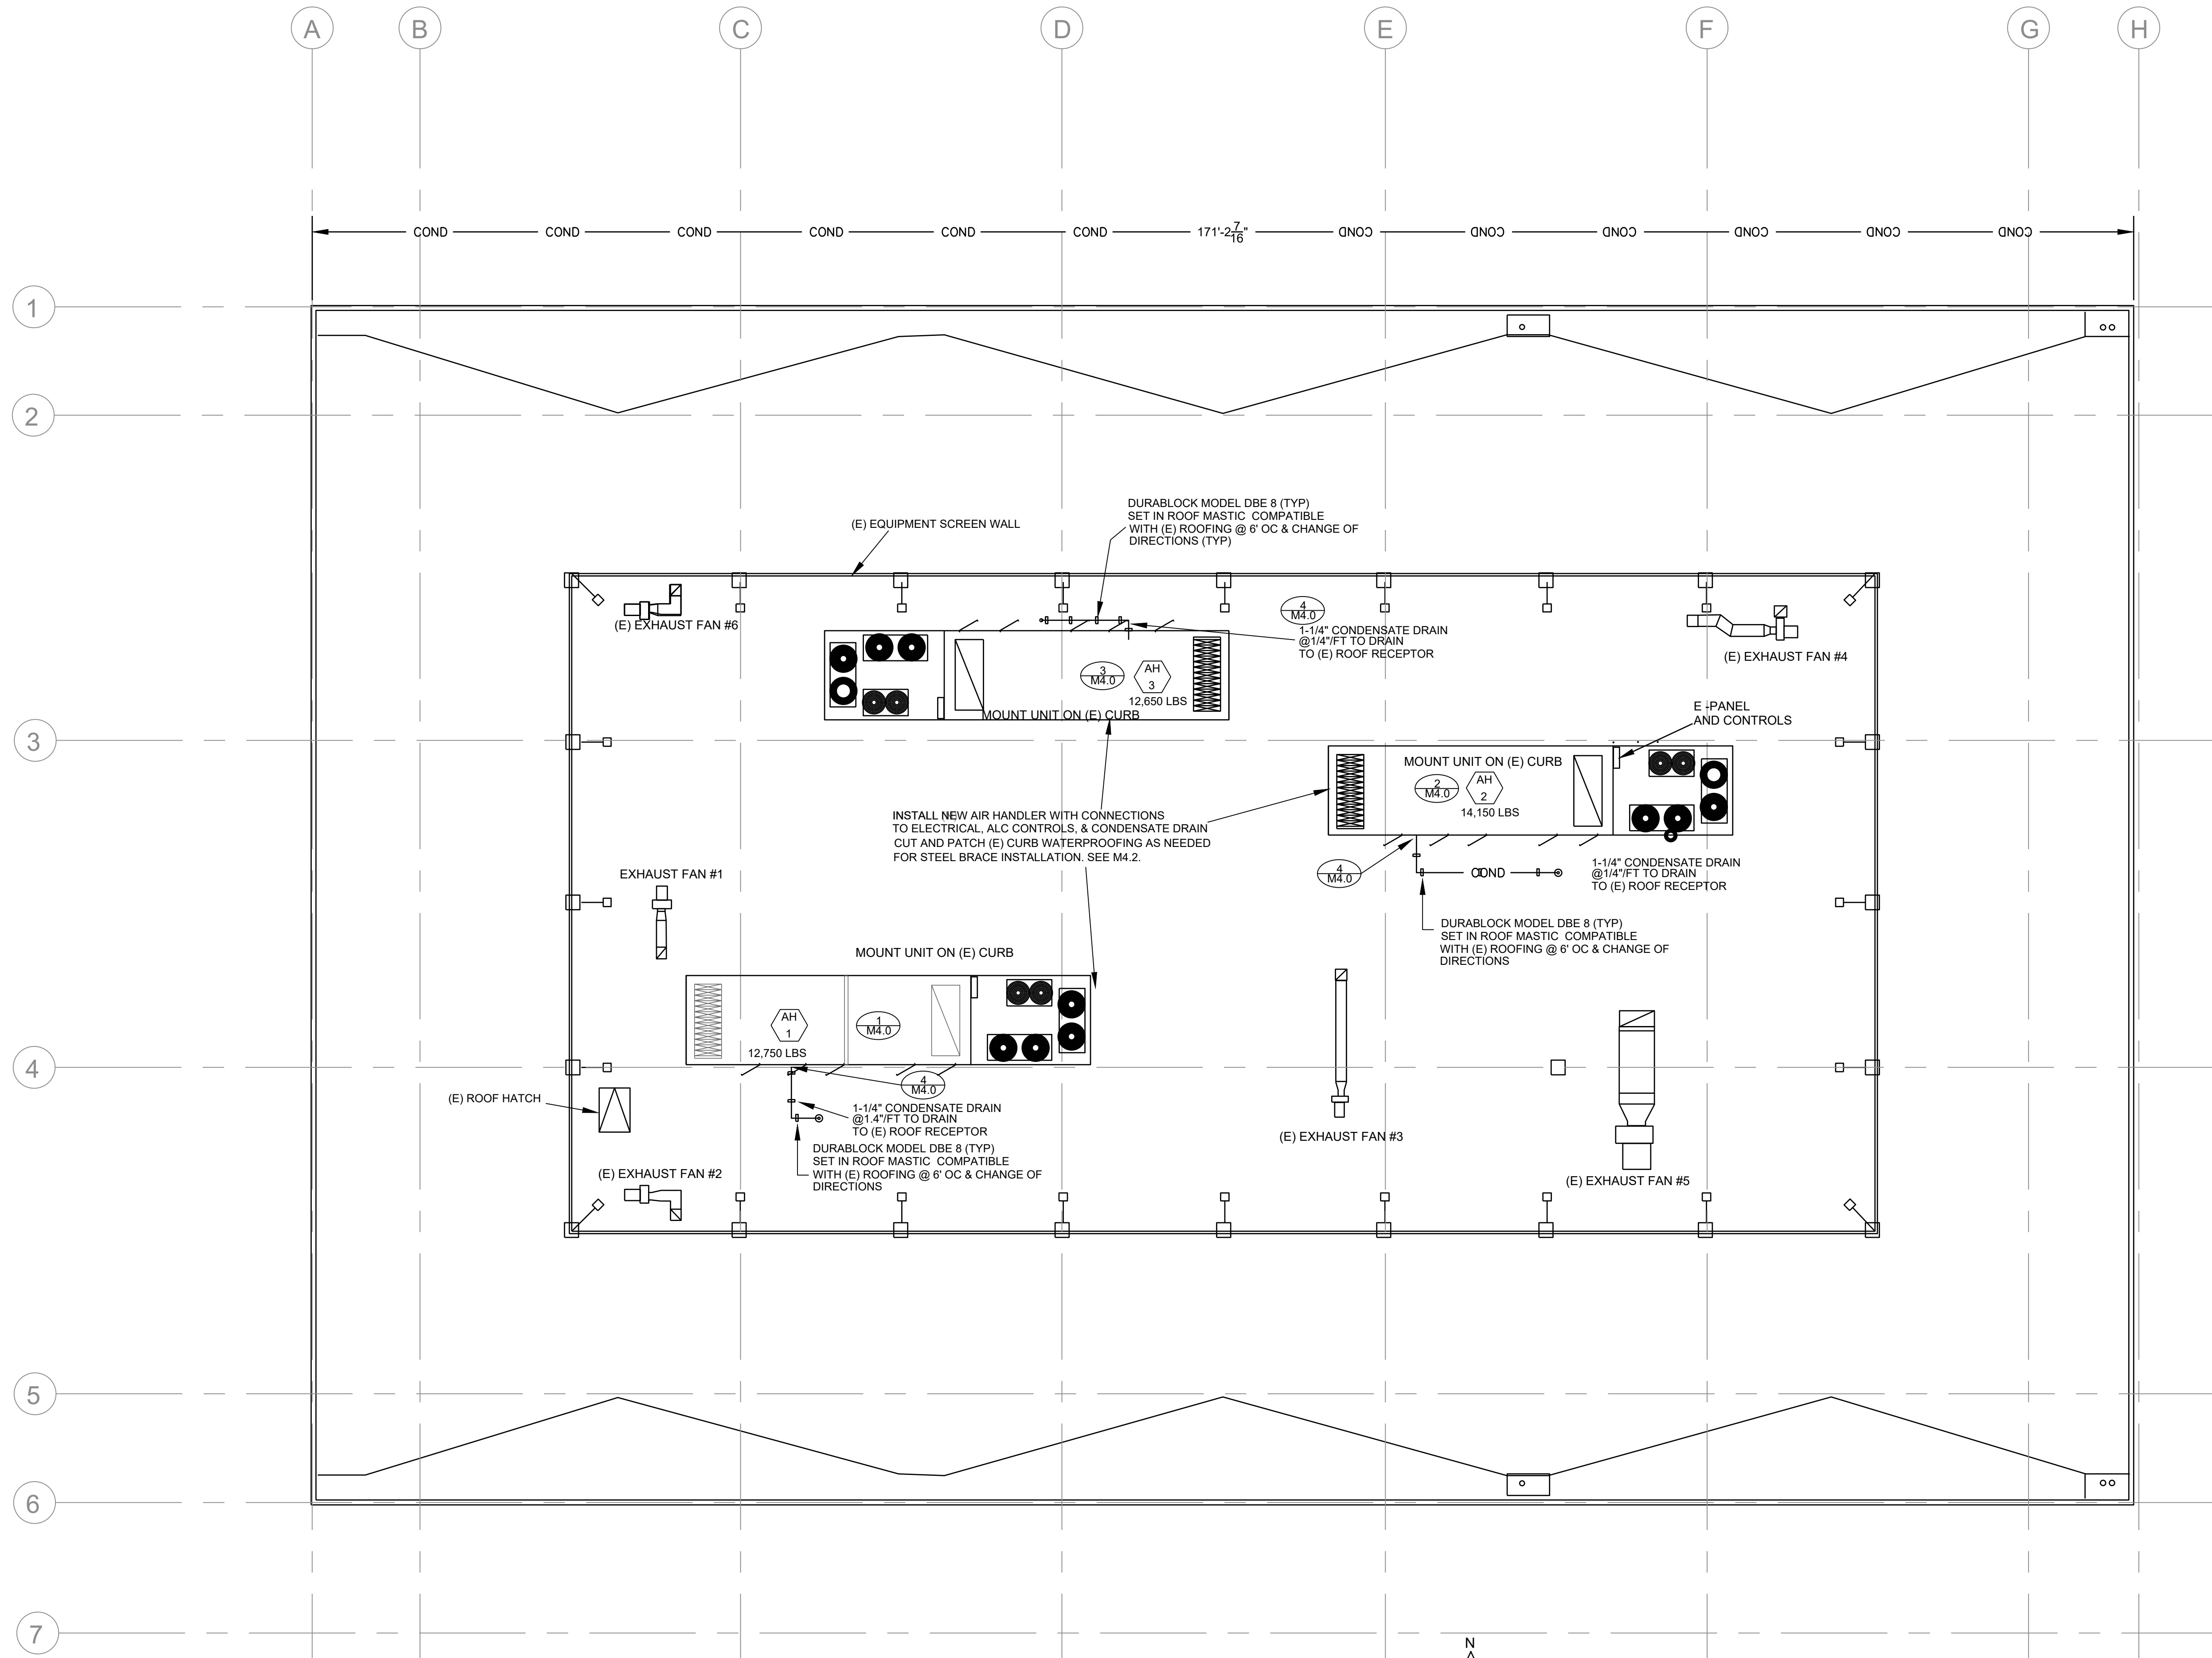 A B C D E F G H
COND COND COND COND COND COND 171'-2 7/16" COND COND COND COND COND COND
1
2
DURABLOCK MODEL DBE 8 (TYP)
SET IN ROOF MASTIC COMPATIBLE
WITH (E) ROOFING @ 6' OC & CHANGE OF
DIRECTIONS (TYP)
(E) EQUIPMENT SCREEN WALL
(E) EXHAUST FAN #6
4
M4.0
1-1/4" CONDENSATE DRAIN
@1/4"/FT TO DRAIN
TO (E) ROOF RECEPTOR
(E) EXHAUST FAN #4
3
M4.0
AH
3
12,650 LBS
MOUNT UNIT ON (E) CURB
E -PANEL
AND CONTROLS
3
MOUNT UNIT ON (E) CURB
2
M4.0
AH
2
14,150 LBS
INSTALL NEW AIR HANDLER WITH CONNECTIONS
TO ELECTRICAL, ALC CONTROLS, & CONDENSATE DRAIN
CUT AND PATCH (E) CURB WATERPROOFING AS NEEDED
FOR STEEL BRACE INSTALLATION. SEE M4.2.
EXHAUST FAN #1
4
M4.0
COND
1-1/4" CONDENSATE DRAIN
@1/4"/FT TO DRAIN
TO (E) ROOF RECEPTOR
DURABLOCK MODEL DBE 8 (TYP)
SET IN ROOF MASTIC COMPATIBLE
WITH (E) ROOFING @ 6' OC & CHANGE OF
DIRECTIONS
MOUNT UNIT ON (E) CURB
AH
1
12,750 LBS
1
M4.0
4
4
M4.0
(E) ROOF HATCH
1-1/4" CONDENSATE DRAIN
@1.4"/FT TO DRAIN
TO (E) ROOF RECEPTOR
DURABLOCK MODEL DBE 8 (TYP)
SET IN ROOF MASTIC COMPATIBLE
WITH (E) ROOFING @ 6' OC & CHANGE OF
DIRECTIONS
(E) EXHAUST FAN #3
(E) EXHAUST FAN #2
(E) EXHAUST FAN #5
5
6
7
N